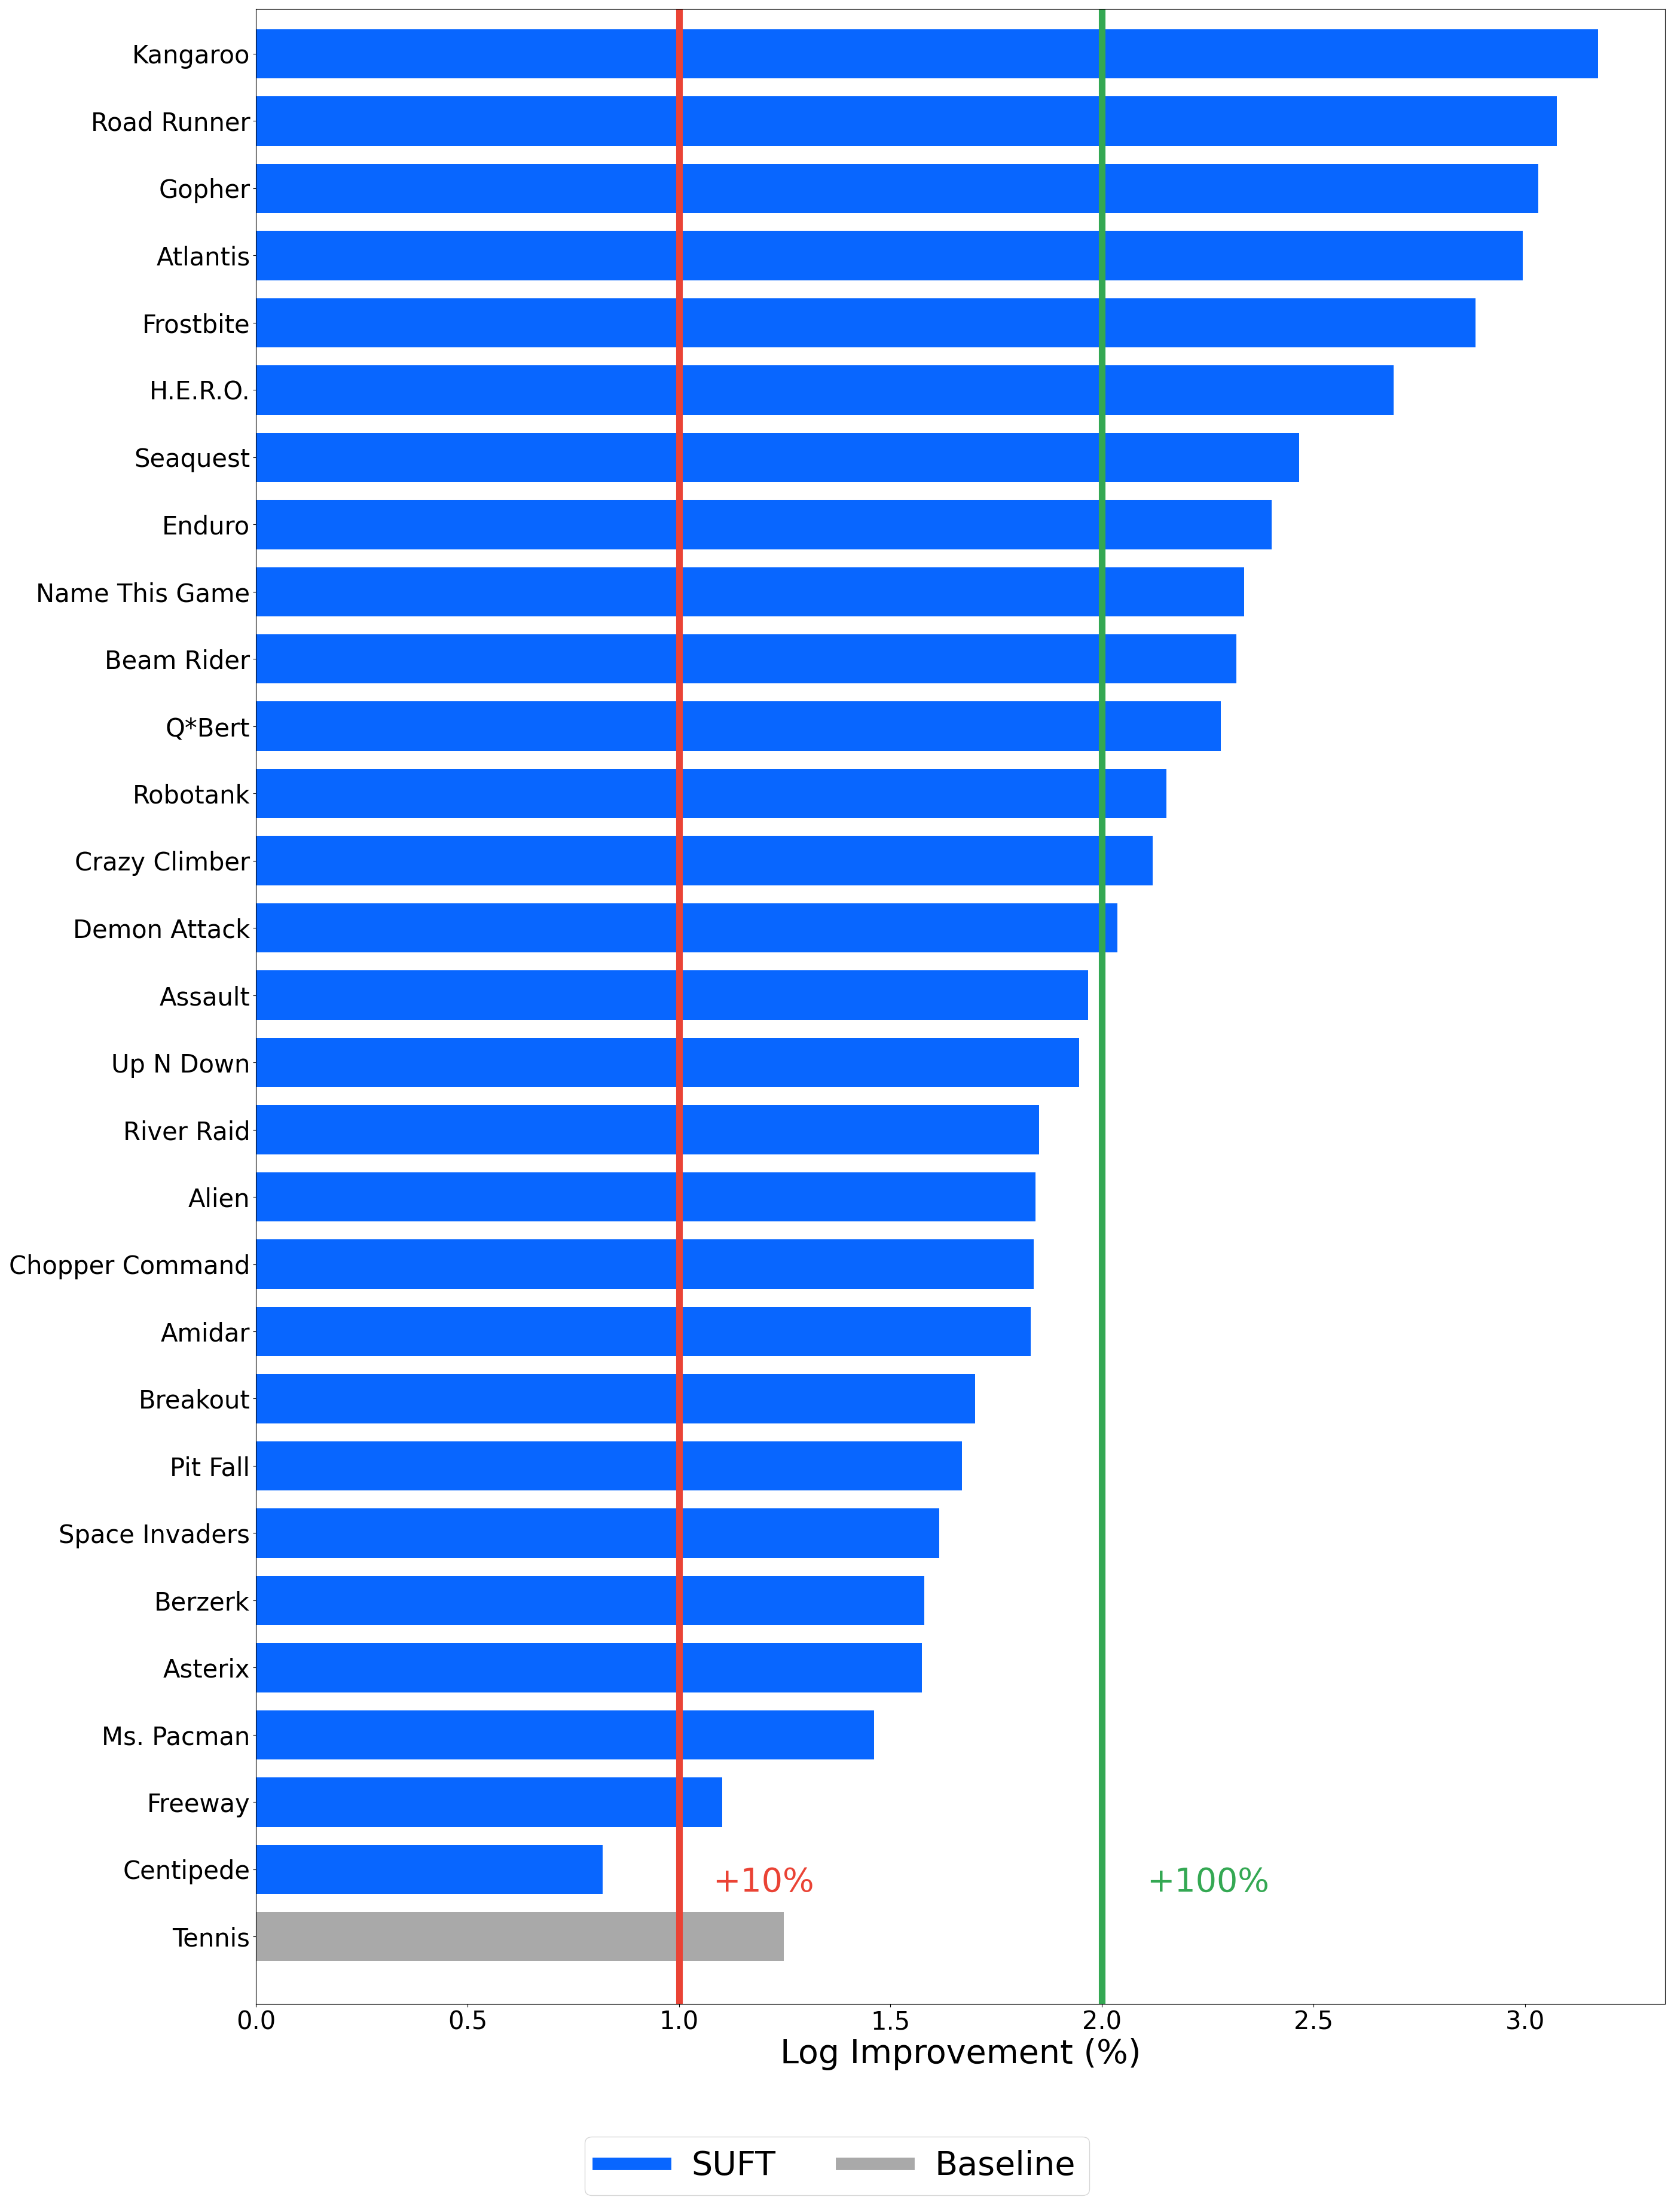 Kangaroo
Road Runner
Gopher
Atlantis
Frostbite
H.E.R.O.
Seaquest
Enduro
Name This Game
Beam Rider
Q*Bert
Robotank
Crazy Climber
Demon Attack
Assault
Up N Down
River Raid
Alien
Chopper Command
Amidar
Breakout
Pit Fall
Space Invaders
Berzerk
Asterix
Ms. Pacman
Freeway
Centipede
+10% +100%
Tennis
0.0 0.5 1.0 1.5 2.0 2.5 3.0
Log Improvement (%)
SUFT Baseline